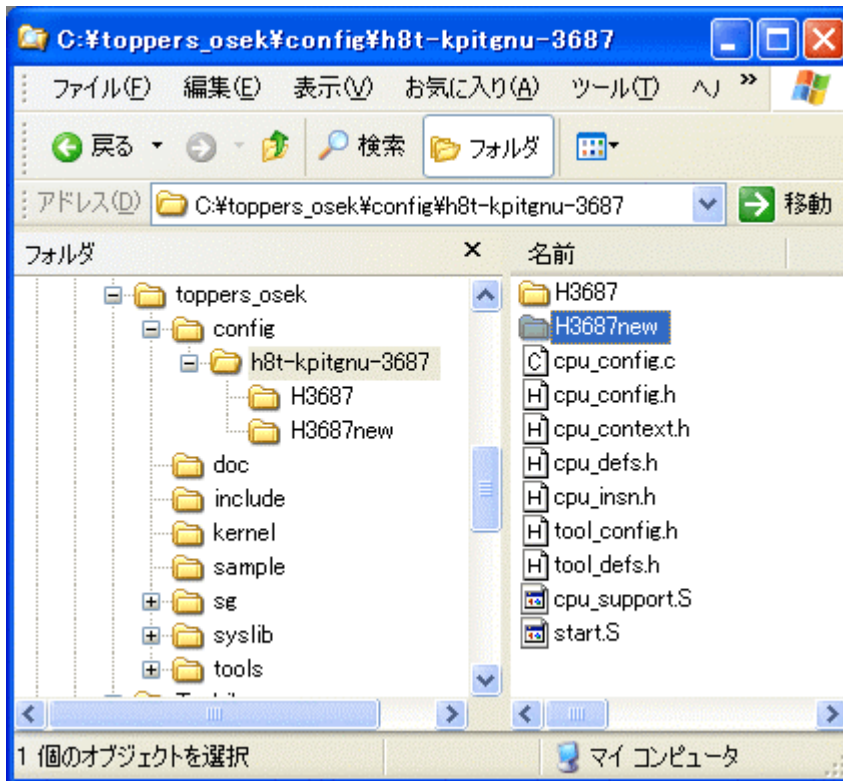 C:¥toppers_osek¥config¥h8t-kpitgnu-3687
ファイル(F) 編集(E) 表示(V) お気に入り(A) ツール(T) ヘ »
戻る 検索 フォルダ
アドレス(D) C:¥toppers_osek¥config¥h8t-kpitgnu-3687 移動
フォルダ × 名前
toppers_osek
config
h8t-kpitgnu-3687
H3687
H3687new
doc
include
kernel
sample
sg
syslib
tools
H3687
H3687new
cpu_config.c
cpu_config.h
cpu_context.h
cpu_defs.h
cpu_insn.h
tool_config.h
tool_defs.h
cpu_support.S
start.S
1 個のオブジェクトを選択 マイ コンピュータ